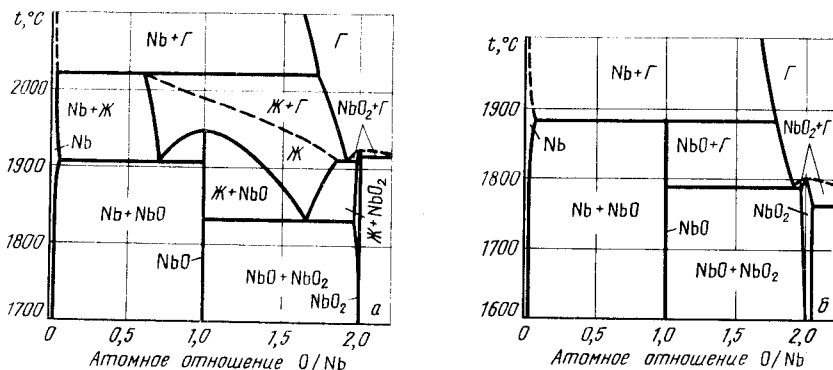 t,°C
Nb+Г
Г
2000
Nb+Ж
Ж+Г
NbO₂+Г
Nb
Ж
1900
Ж+NbO
Ж+NbO₂
Nb+NbO
1800
NbO
NbO+NbO₂
NbO₂
а
1700
0 0,5 1,0 1,5 2,0
Атомное отношение O/Nb
t,°C
Nb+Г
Г
1900
NbO₂+Г
Nb
NbO+Г
1800
NbO₂
Nb+NbO
NbO
1700
NbO+NbO₂
б
1600
0 0,5 1,0 1,5 2,0
Атомное отношение O/Nb